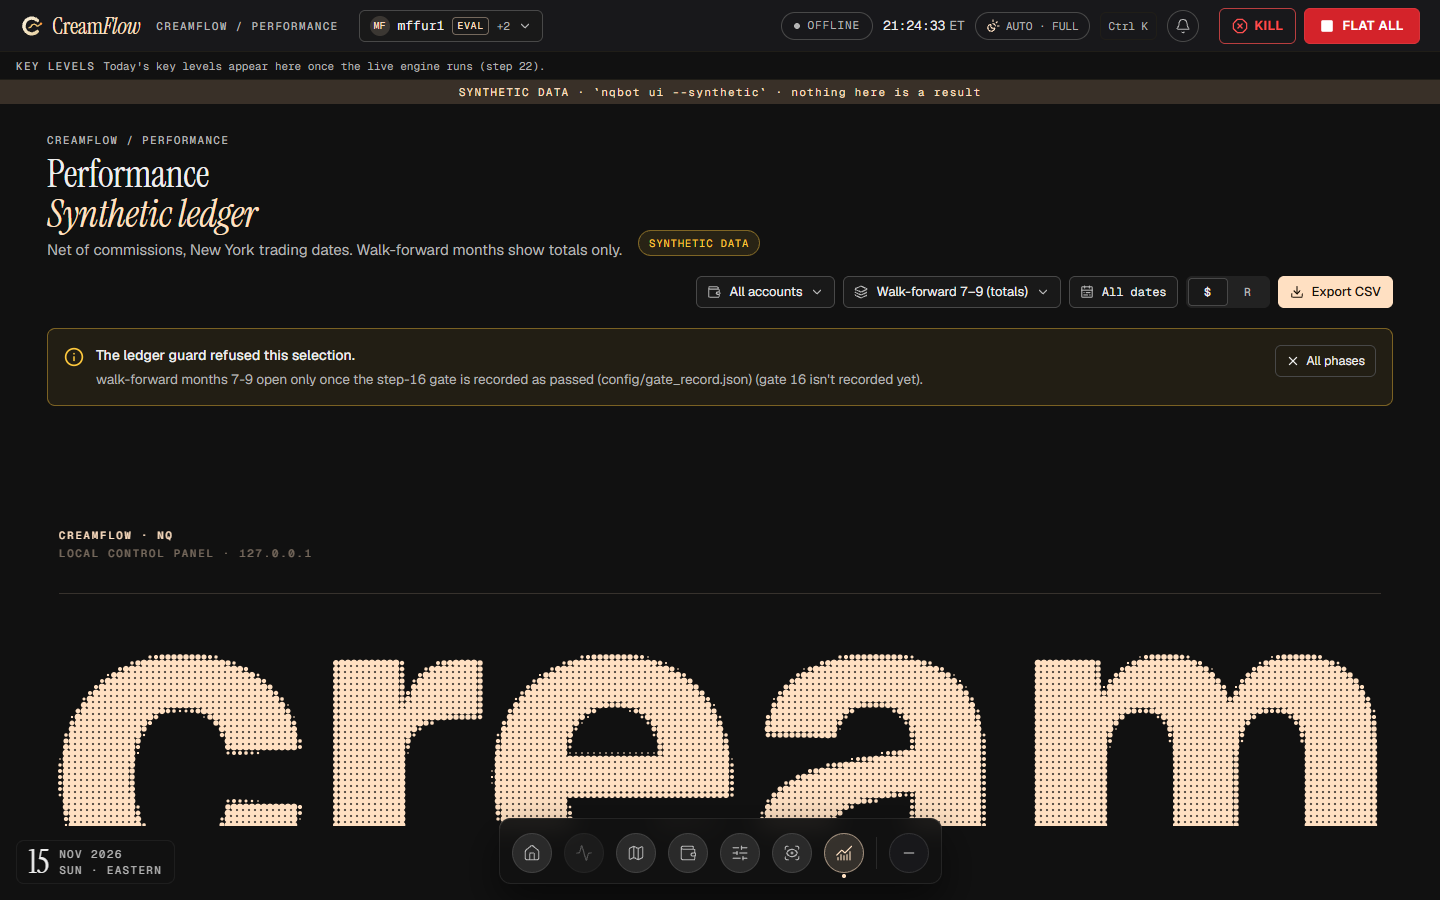 CreamFlow CREAMFLOW / PERFORMANCE MF mffur1 EVAL +2 OFFLINE 21:24:33 ET AUTO · FULL Ctrl K KILL FLAT ALL
KEY LEVELS Today's key levels appear here once the live engine runs (step 22).
SYNTHETIC DATA · `nqbot ui --synthetic` · nothing here is a result
CREAMFLOW / PERFORMANCE
Performance
Synthetic ledger
Net of commissions, New York trading dates. Walk-forward months show totals only. SYNTHETIC DATA
All accounts Walk-forward 7–9 (totals) All dates $ R Export CSV
The ledger guard refused this selection.
walk-forward months 7-9 open only once the step-16 gate is recorded as passed (config/gate_record.json) (gate 16 isn't recorded yet).
All phases
CREAMFLOW · NQ
LOCAL CONTROL PANEL · 127.0.0.1
cream
15 NOV 2026
SUN · EASTERN